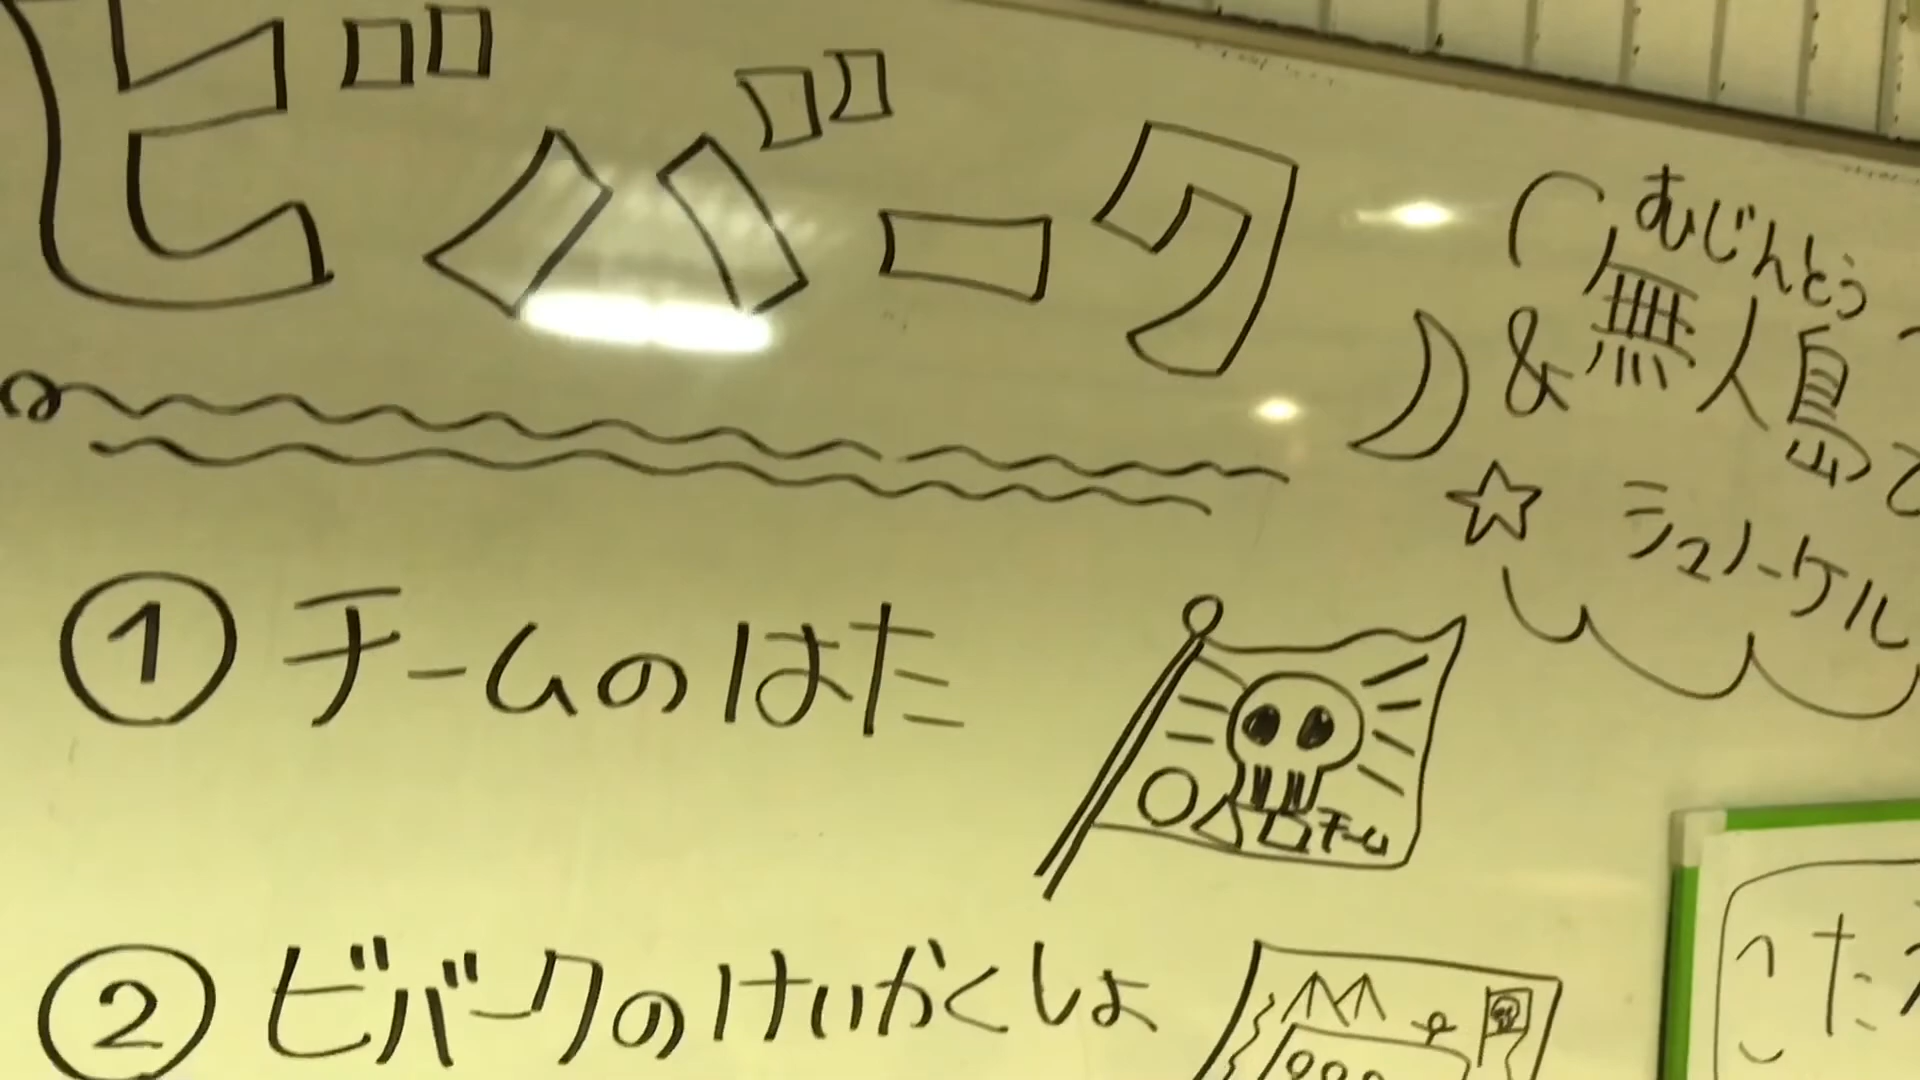 ビバーク
むじんとう
&無人島で
☆ シュノーケル
① チームのはた
○△□チーム
② ビバークのけいかくしょ